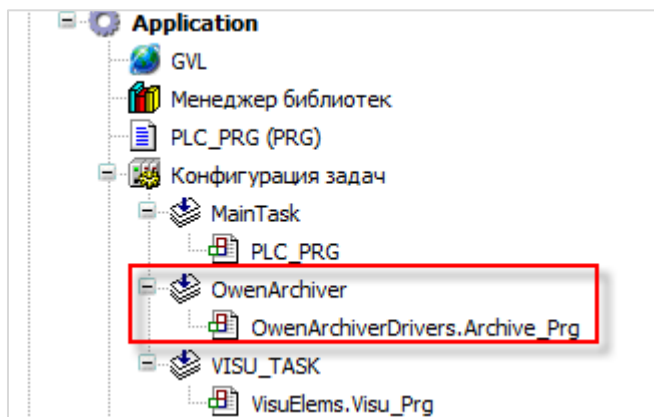 Application
GVL
Менеджер библиотек
PLC_PRG (PRG)
Конфигурация задач
MainTask
PLC_PRG
OwenArchiver
OwenArchiverDrivers.Archive_Prg
VISU_TASK
VisuElems.Visu_Prg